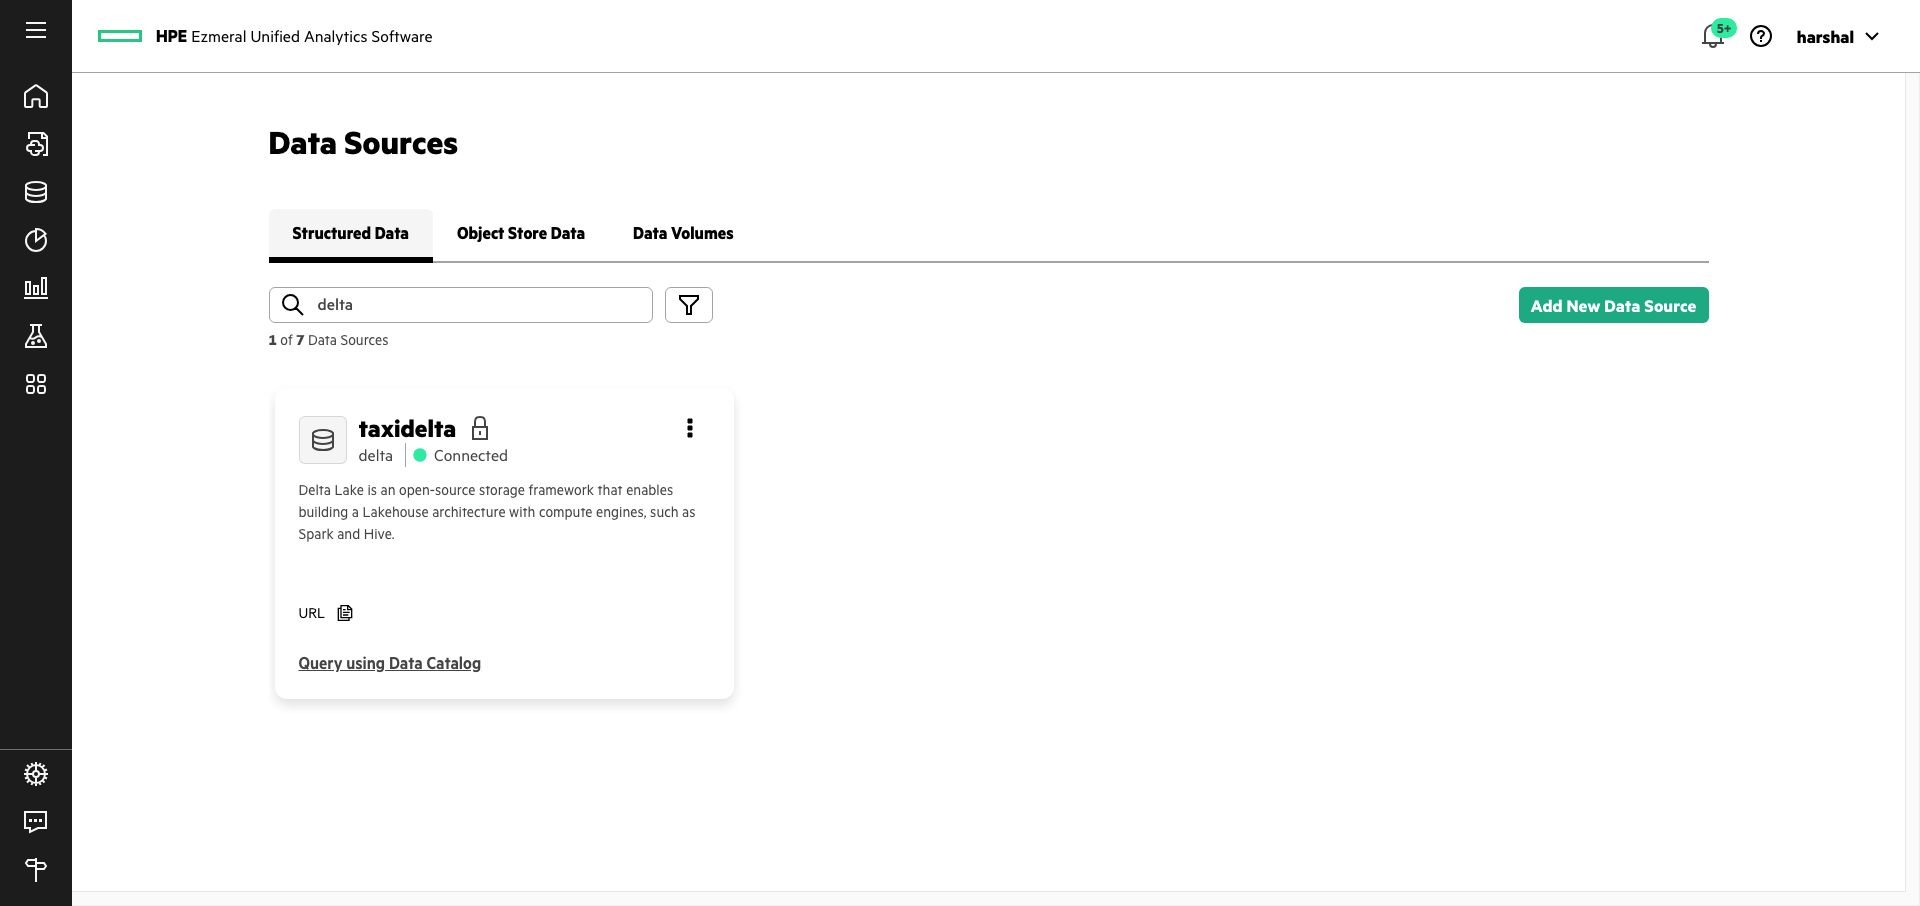 HPE Ezmeral Unified Analytics Software
5+
harshal
Data Sources
Structured Data
Object Store Data
Data Volumes
delta
Add New Data Source
1 of 7 Data Sources
taxidelta
delta
Connected
Delta Lake is an open-source storage framework that enables
building a Lakehouse architecture with compute engines, such as
Spark and Hive.
URL
Query using Data Catalog